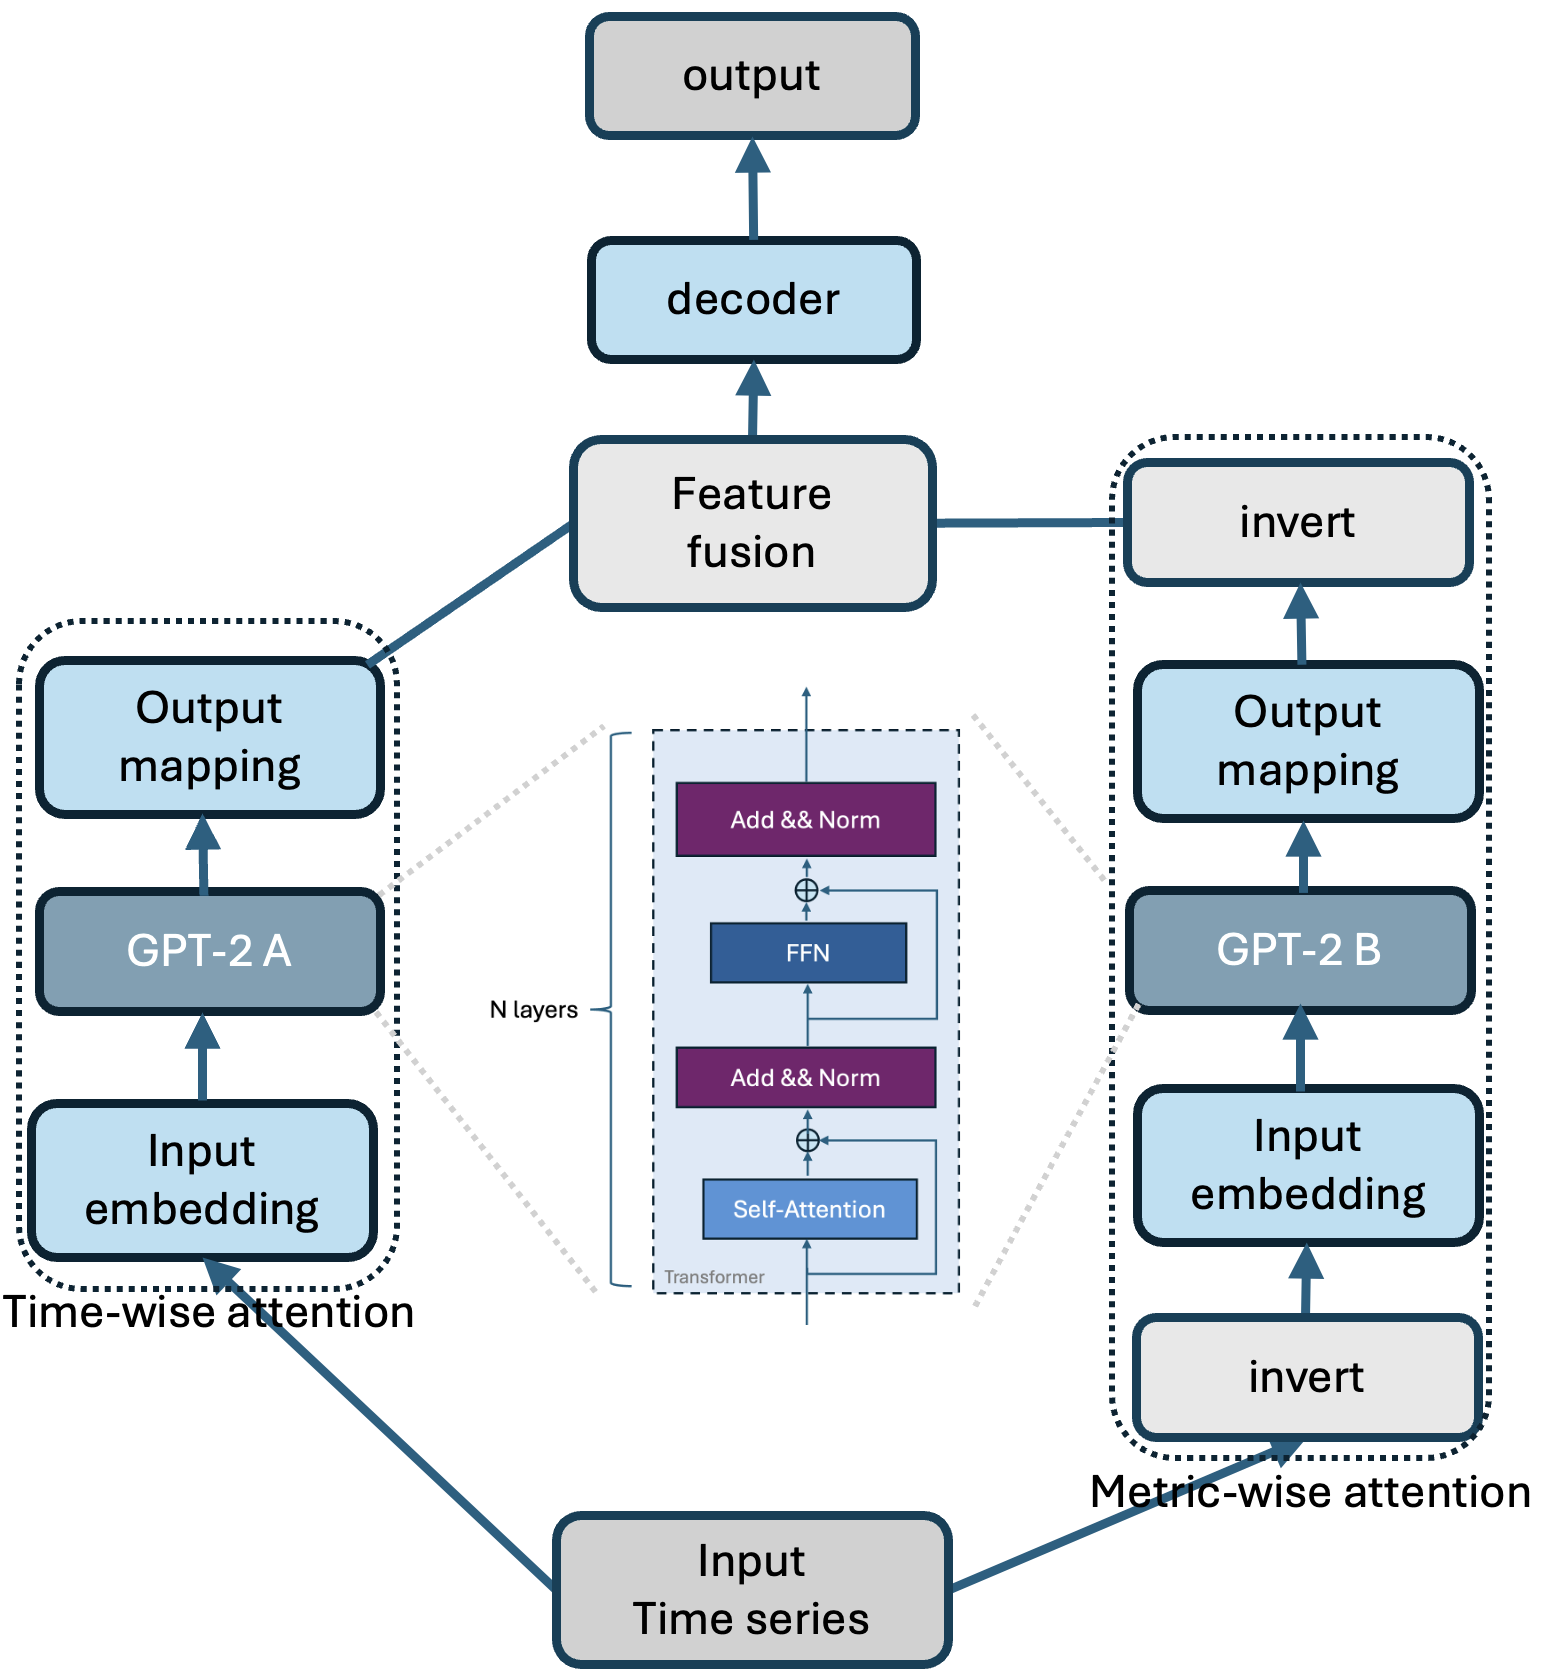 output
decoder
Feature
fusion
invert
Output
mapping
Output
mapping
Add && Norm
GPT-2 A
FFN
GPT-2 B
N layers
Add && Norm
Input
embedding
Input
embedding
Self-Attention
Transformer
Time-wise attention
invert
Metric-wise attention
Input
Time series